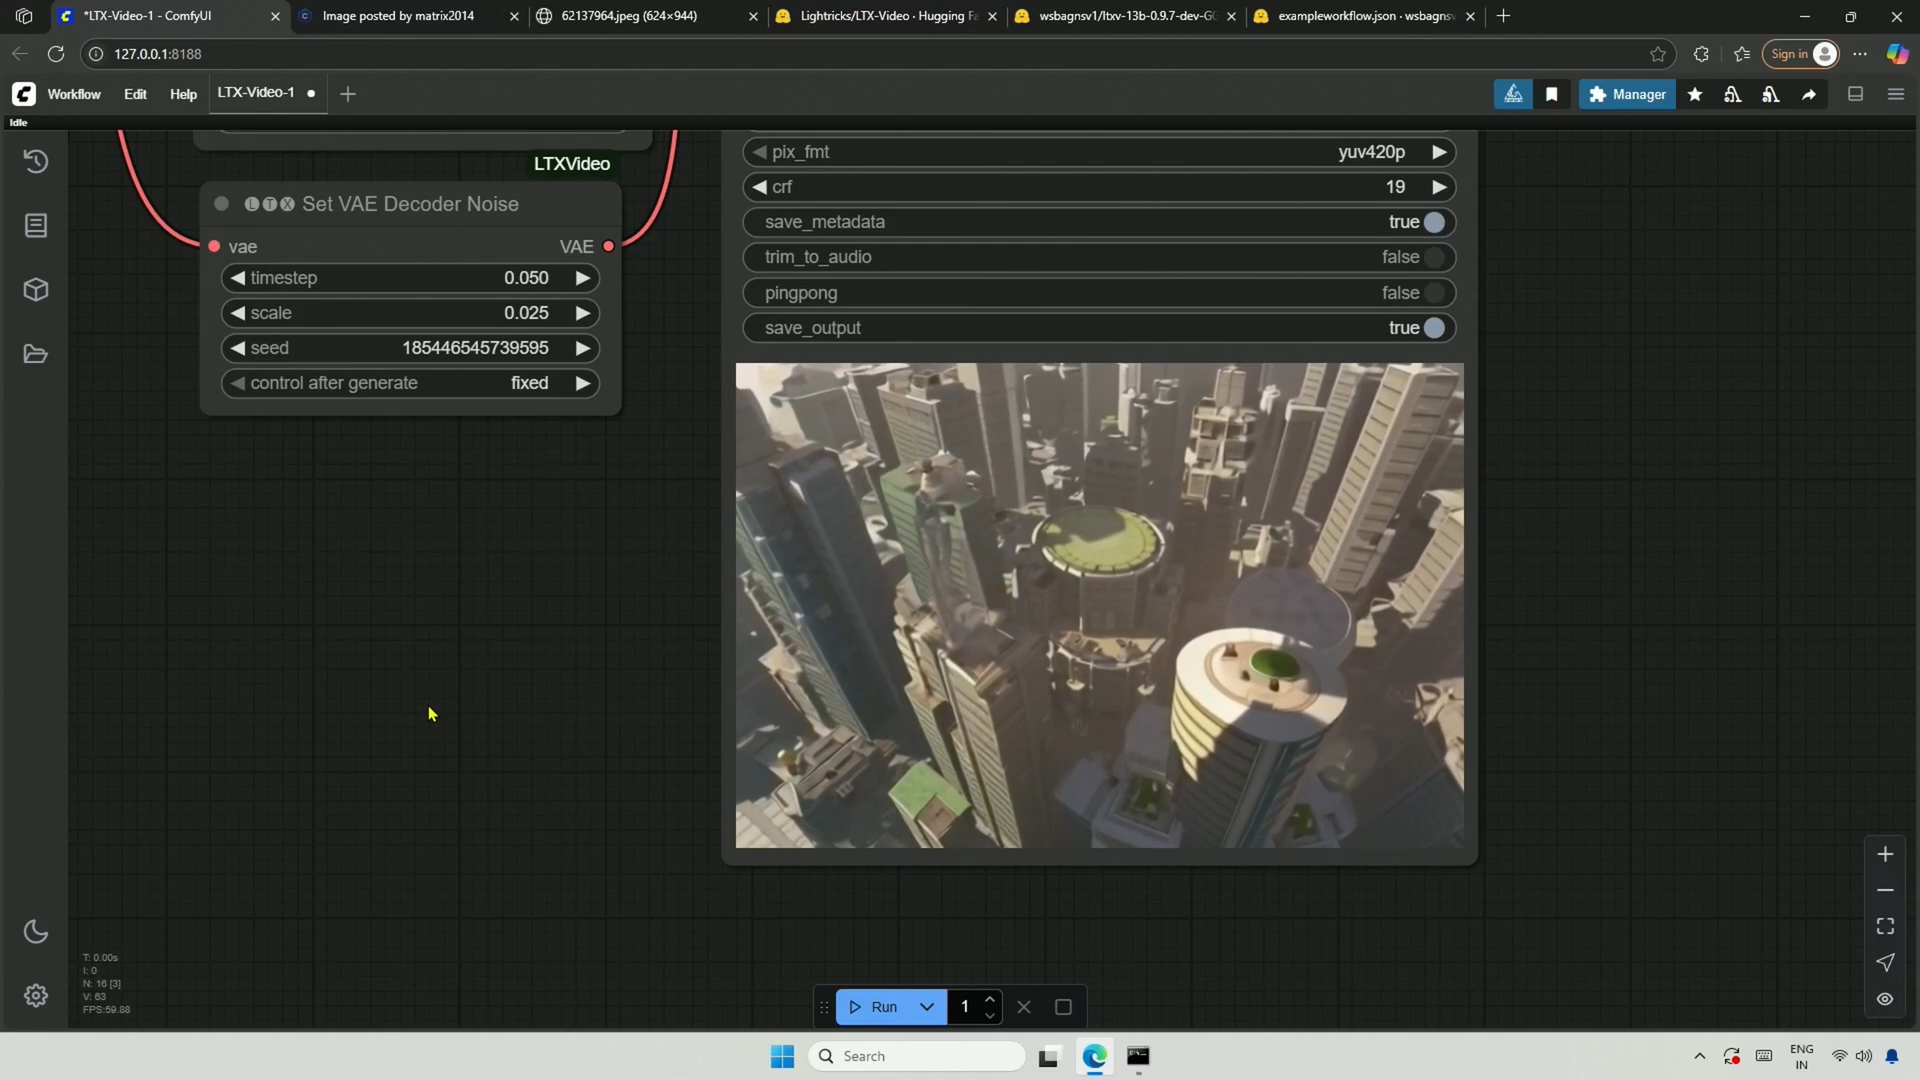 *LTX-Video-1 - ComfyUI
Image posted by matrix2014
62137964.jpeg (624×944)
Lightricks/LTX-Video · Hugging Fa
wsbagnsv1/ltxv-13b-0.9.7-dev-GG
exampleworkflow.json · wsbagnsv
127.0.0.1:8188
Sign in
Workflow
Edit
Help
LTX-Video-1
Manager
Idle
LTXVideo
LTX Set VAE Decoder Noise
vae
VAE
timestep 0.050
scale 0.025
seed 185446545739595
control after generate fixed
pix_fmt yuv420p
crf 19
save_metadata true
trim_to_audio false
pingpong false
save_output true
T: 0.00s
I: 0
N: 16 [3]
V: 63
FPS:59.88
Run
1
Search
ENG
IN